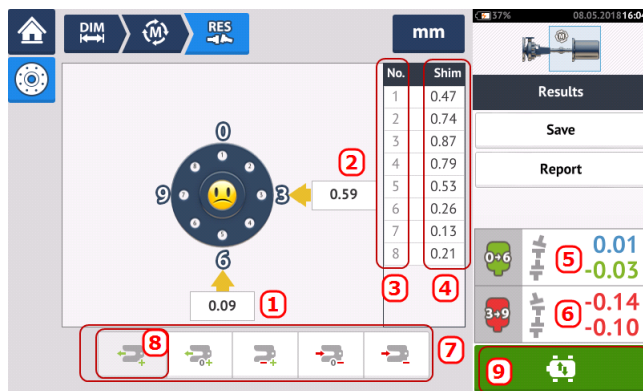 37% 08.05.2018 16:04
DIM M RES mm
M
Results
Save
Report
No. Shim
1 0.47
2 0.74
3 0.87
4 0.79
5 0.53
6 0.26
7 0.13
8 0.21
0
9 3
6
2
0.59
0.09
1
3 4
0+6 5 0.01
-0.03
3+9 6 -0.14
-0.10
8 + 0+ -+ -0- - 7
9